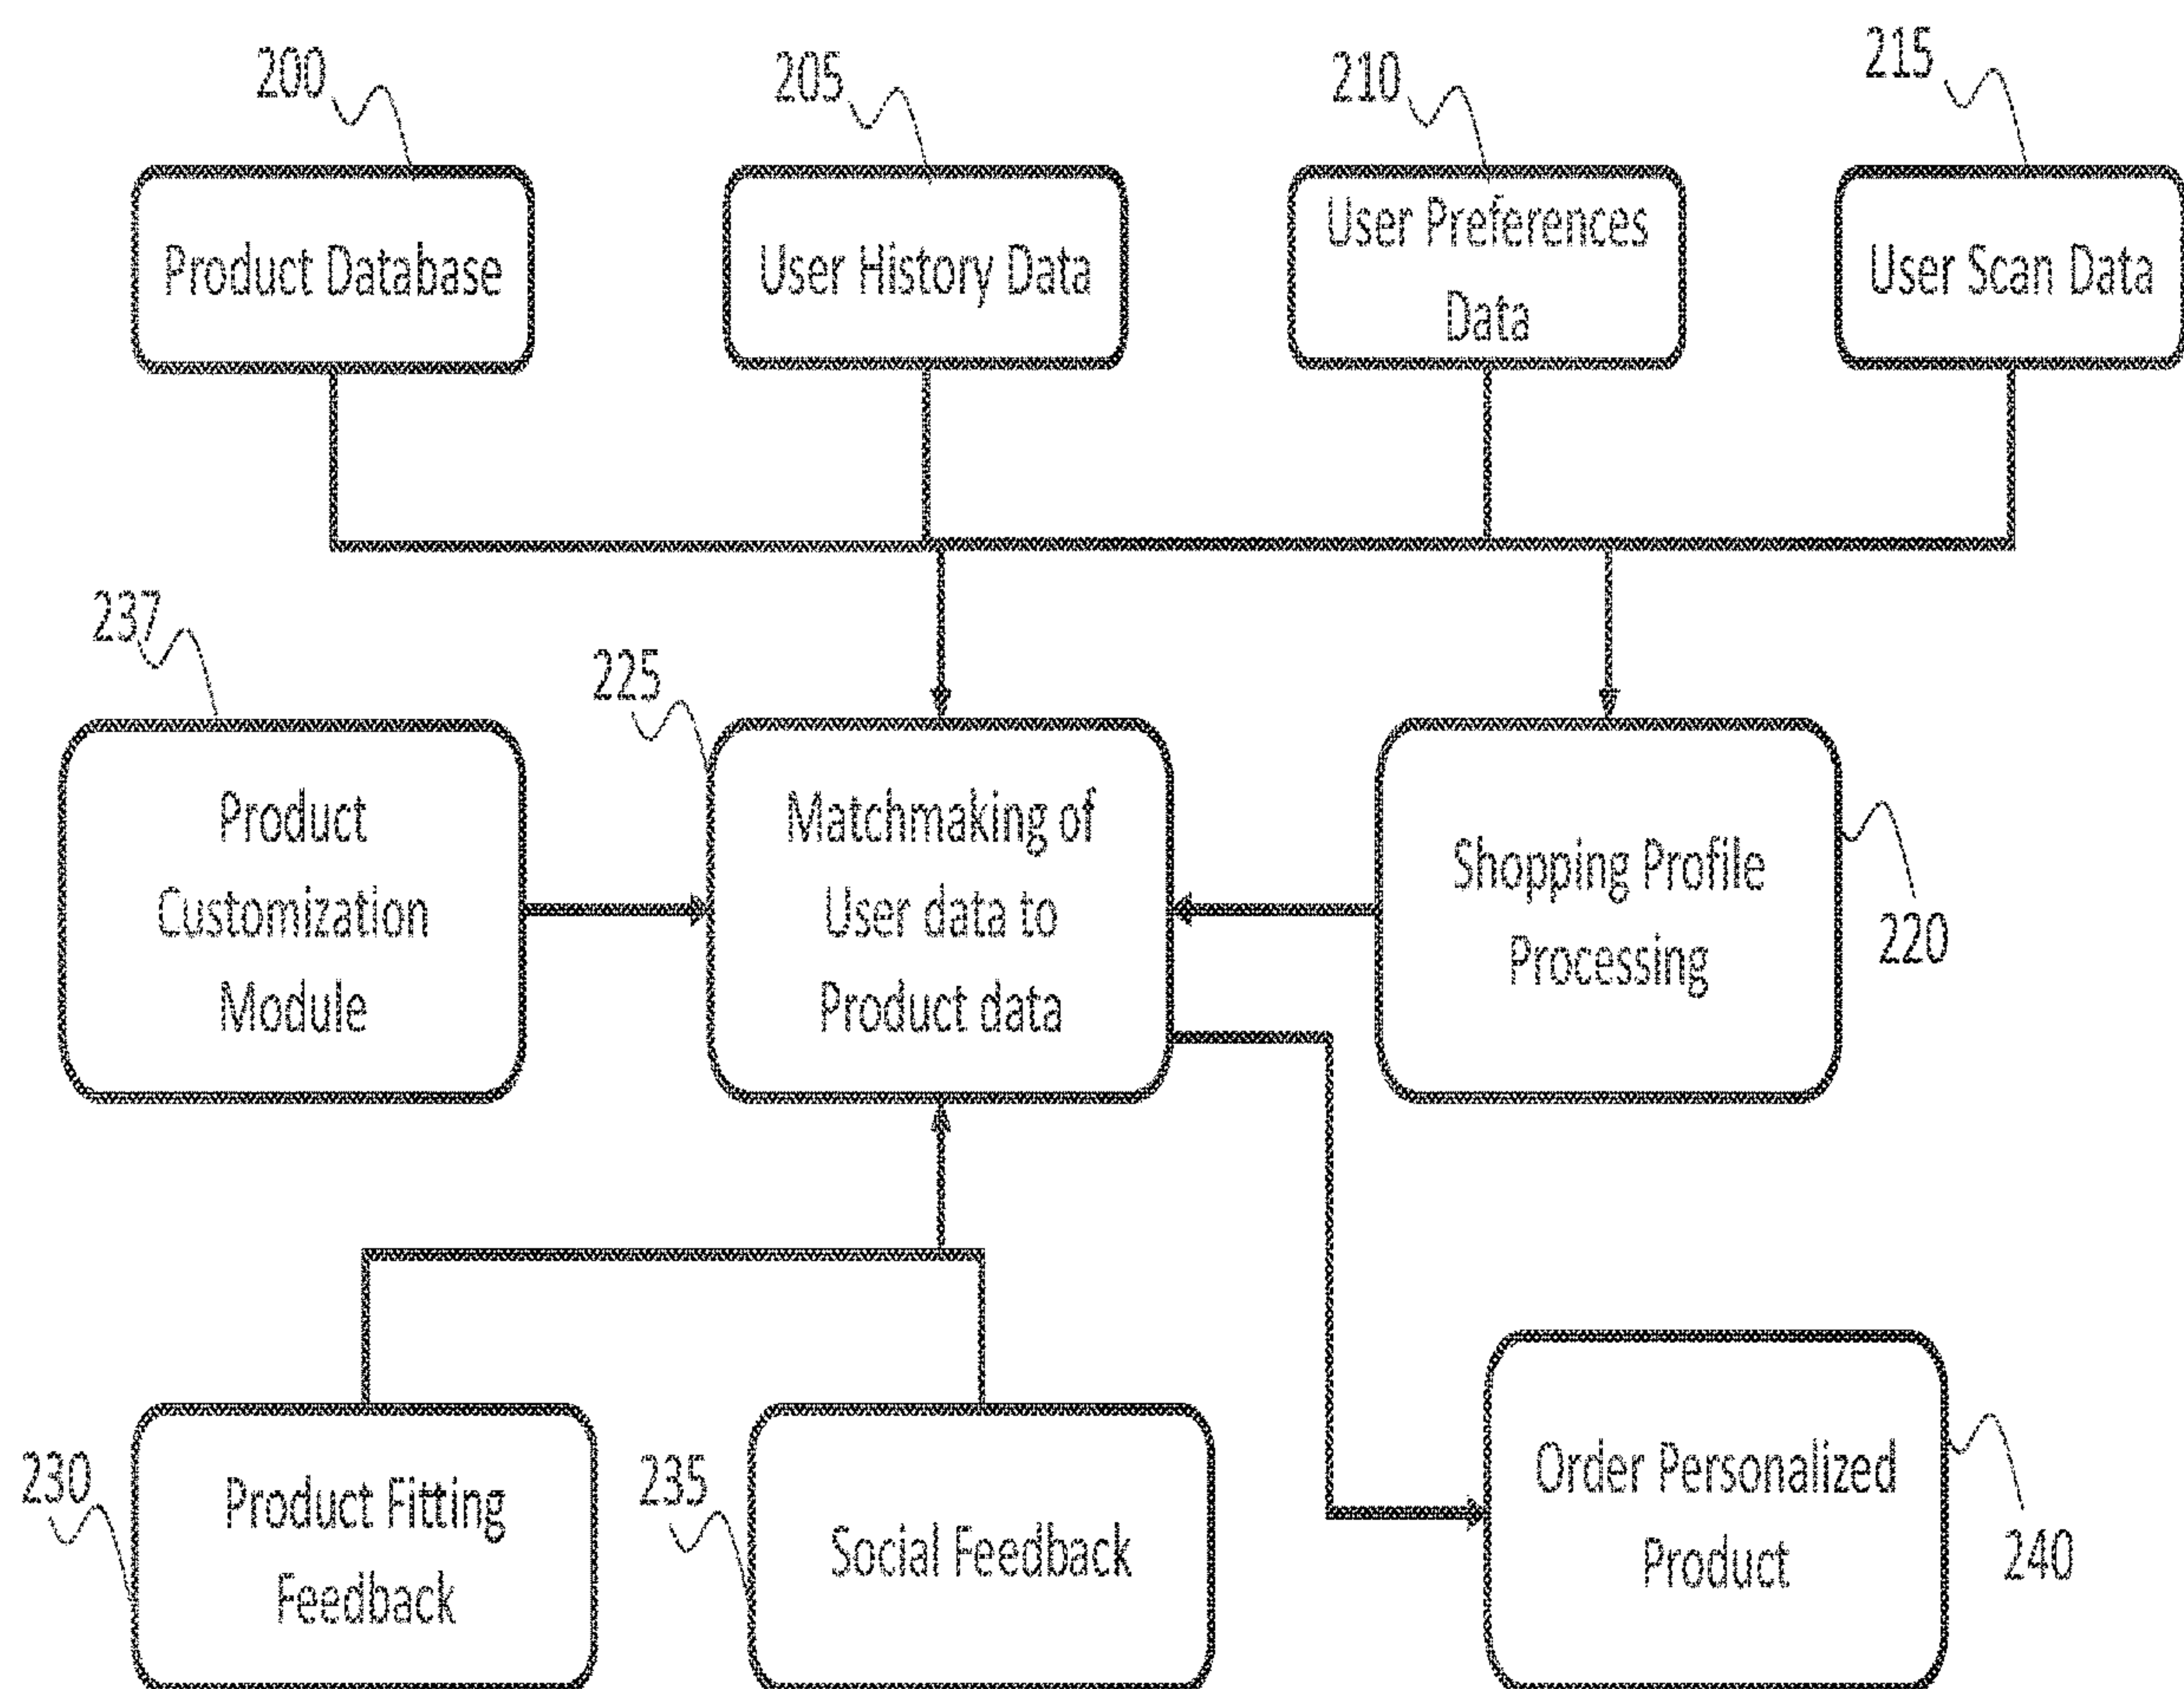 200
205
210
215
Product Database
User History Data
User Preferences
Data
User Scan Data
237
225
Product
Customization
Module
Matchmaking of
User data to
Product data
Shopping Profile
Processing
220
230
Product Fitting
Feedback
235
Social Feedback
Order Personalized
Product
240